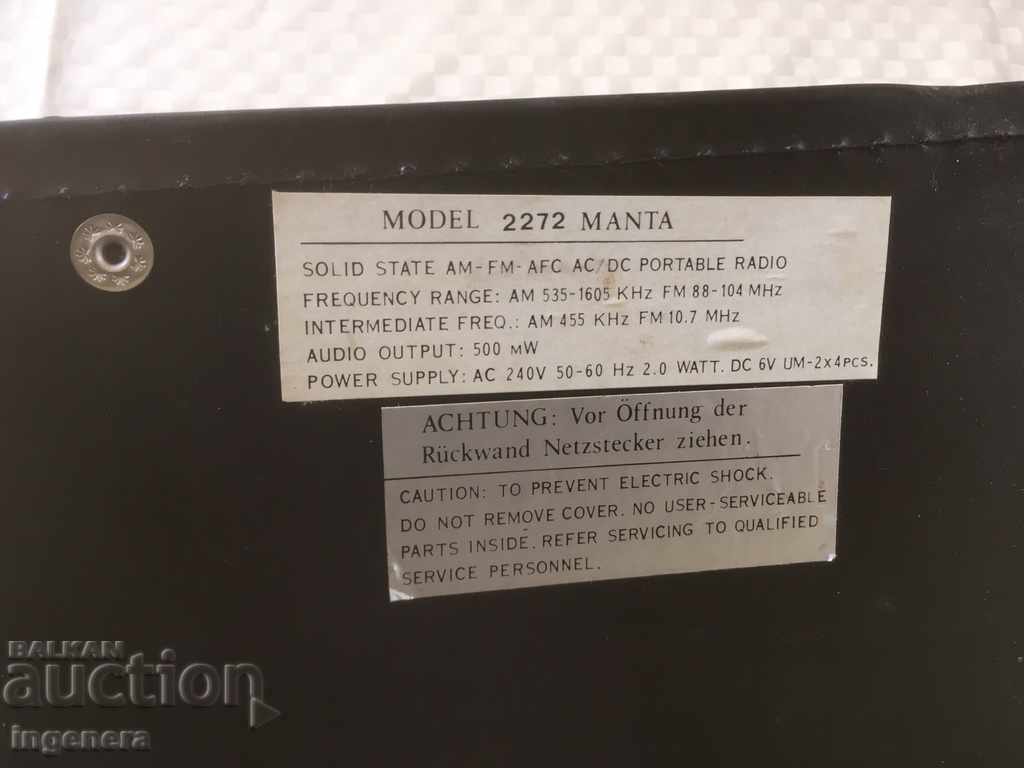 MODEL 2272 MANTA
SOLID STATE AM-FM-AFC AC/DC PORTABLE RADIO
FREQUENCY RANGE: AM 535-1605 KHz FM 88-104 MHz
INTERMEDIATE FREQ.: AM 455 KHz FM 10.7 MHz
AUDIO OUTPUT: 500 MW
POWER SUPPLY: AC 240V 50-60 Hz 2.0 WATT. DC 6V UM-2x4PCS.
ACHTUNG: Vor Öffnung der
Rückwand Netzstecker ziehen.
CAUTION: TO PREVENT ELECTRIC SHOCK.
DO NOT REMOVE COVER. NO USER-SERVICEABLE
PARTS INSIDE. REFER SERVICING TO QUALIFIED
SERVICE PERSONNEL.
BALKAN
auction
ingenera